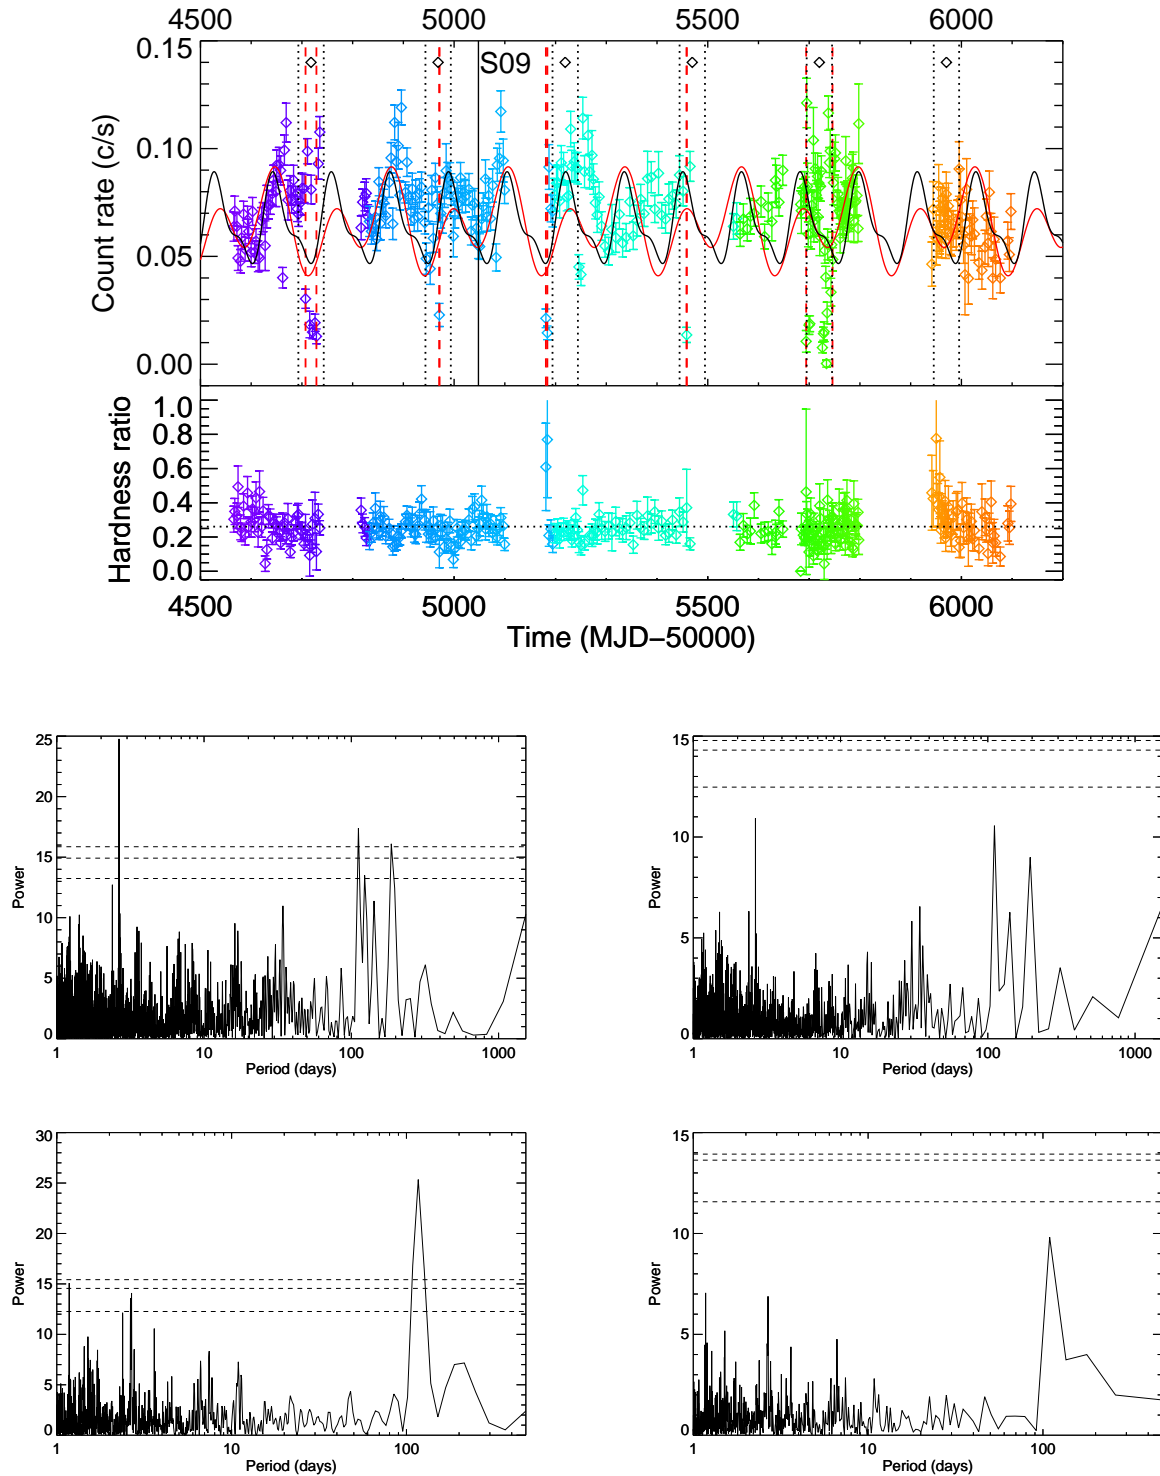 4500 5000 5500 6000
0.15
S09
0.10
Count rate (c/s)
0.05
0.00
1.0
0.8
Hardness ratio
0.6
0.4
0.2
0.0
4500 5000 5500 6000
Time (MJD−50000)
25
20
15
Power
10
5
0
1 10 100 1000
Period (days)
15
10
Power
5
0
1 10 100 1000
Period (days)
30
25
20
Power
15
10
5
0
1 10 100
Period (days)
15
10
Power
5
0
1 10 100
Period (days)